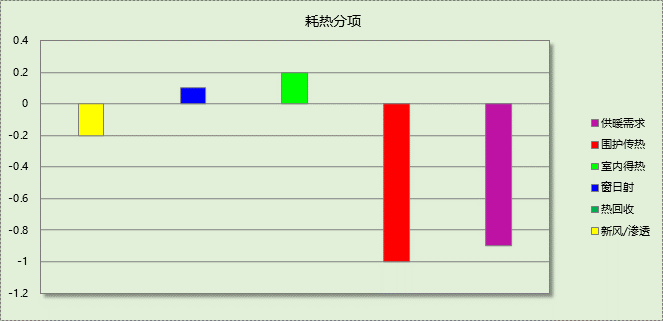 耗热分项
0.4
0.2
0
-0.2
-0.4
-0.6
-0.8
-1
-1.2
供暖需求
围护传热
室内得热
窗日射
热回收
新风/渗透